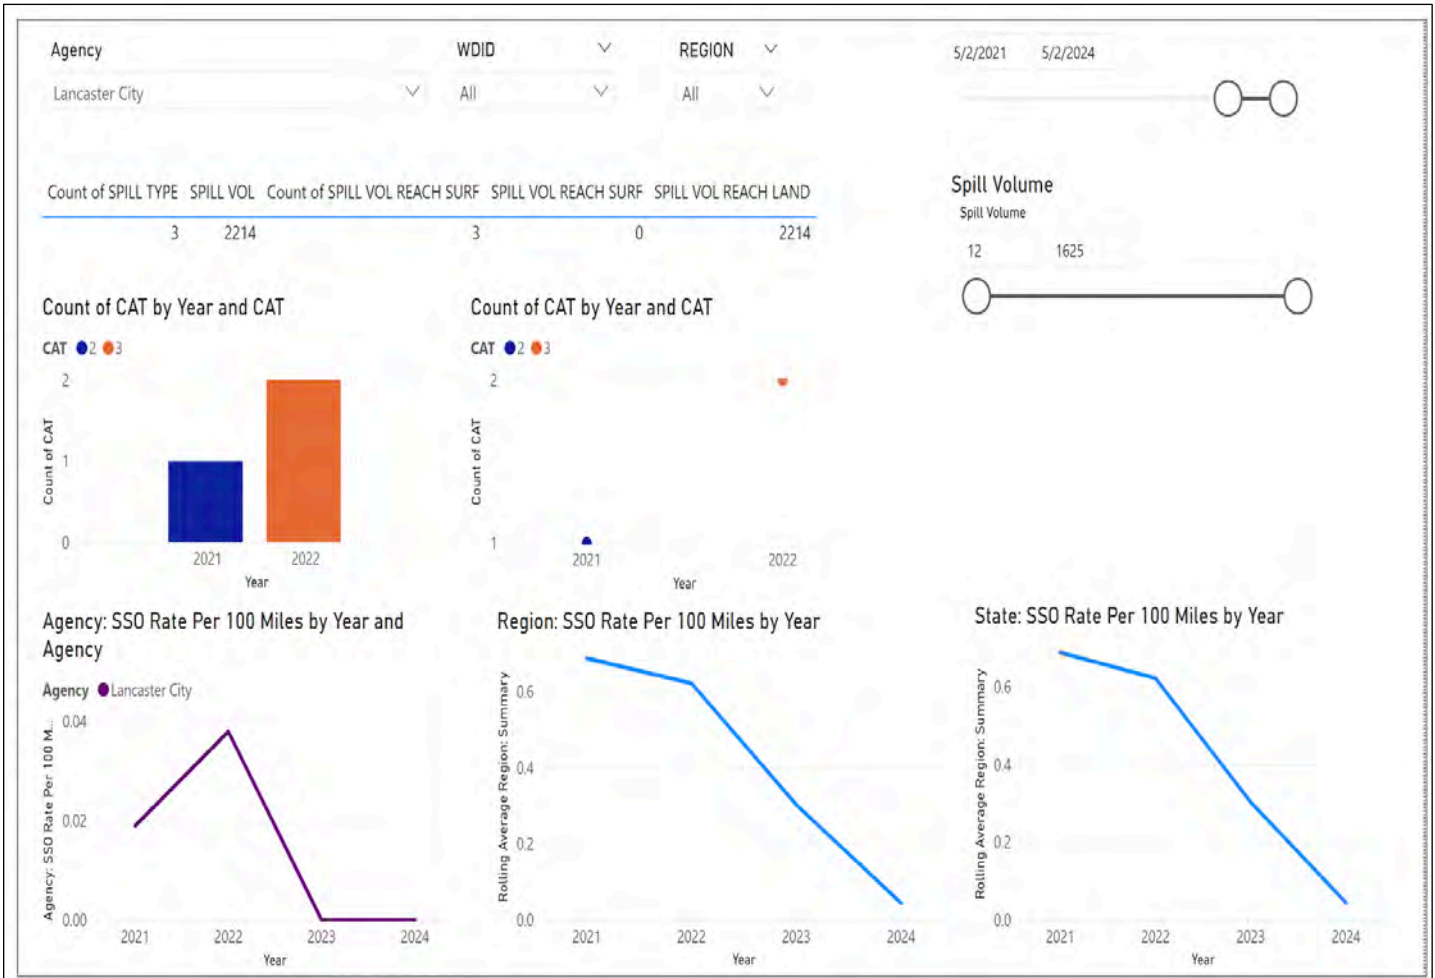 Agency
WDID
REGION
5/2/2021 5/2/2024
Lancaster City
All
All
Count of SPILL TYPE SPILL VOL Count of SPILL VOL REACH SURF SPILL VOL REACH SURF SPILL VOL REACH LAND
3 2214 3 0 2214
Spill Volume
Spill Volume
12 1625
Count of CAT by Year and CAT
CAT 2 3
Count of CAT
2
1
0
2021 2022
Year
Count of CAT by Year and CAT
CAT 2 3
Count of CAT
2
1
2021 2022
Year
Agency: SSO Rate Per 100 Miles by Year and
Agency
Agency Lancaster City
Agency: SSO Rate Per 100 M...
0.04
0.02
0.00
2021 2022 2023 2024
Year
Region: SSO Rate Per 100 Miles by Year
Rolling Average Region: Summary
0.6
0.4
0.2
0.0
2021 2022 2023 2024
Year
State: SSO Rate Per 100 Miles by Year
Rolling Average Region: Summary
0.6
0.4
0.2
0.0
2021 2022 2023 2024
Year